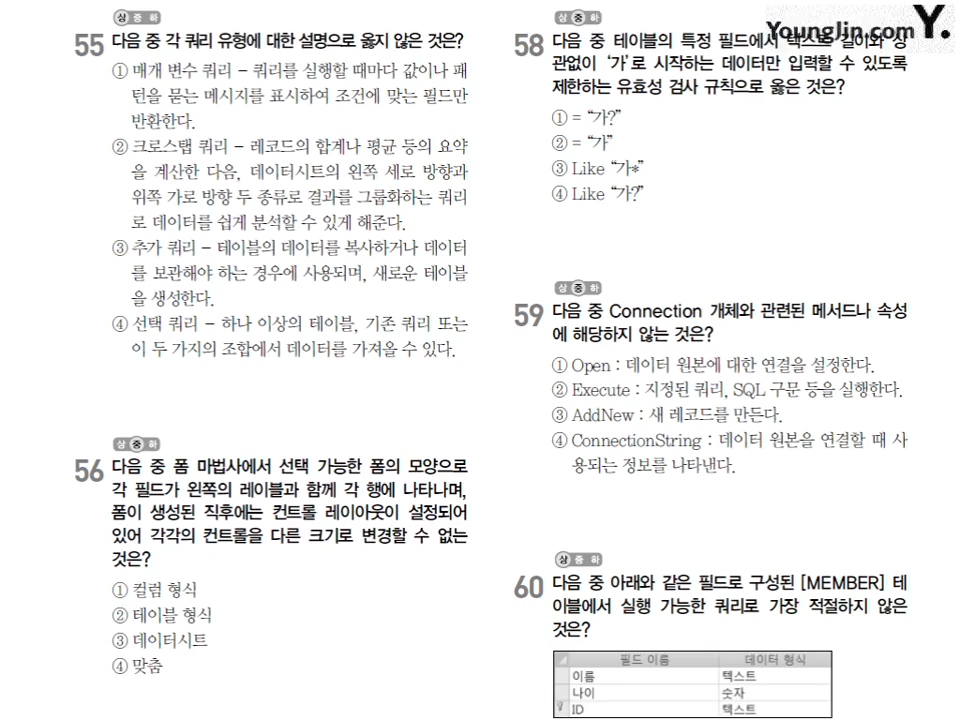 YoungJin.com Y.
상 중 하
55 다음 중 각 쿼리 유형에 대한 설명으로 옳지 않은 것은?
① 매개 변수 쿼리 – 쿼리를 실행할 때마다 값이나 패
턴을 묻는 메시지를 표시하여 조건에 맞는 필드만
반환한다.
② 크로스탭 쿼리 – 레코드의 합계나 평균 등의 요약
을 계산한 다음, 데이터시트의 왼쪽 세로 방향과
위쪽 가로 방향 두 종류로 결과를 그룹화하는 쿼리
로 데이터를 쉽게 분석할 수 있게 해준다.
③ 추가 쿼리 – 테이블의 데이터를 복사하거나 데이터
를 보관해야 하는 경우에 사용되며, 새로운 테이블
을 생성한다.
④ 선택 쿼리 – 하나 이상의 테이블, 기존 쿼리 또는
이 두 가지의 조합에서 데이터를 가져올 수 있다.
상 중 하
56 다음 중 폼 마법사에서 선택 가능한 폼의 모양으로
각 필드가 왼쪽의 레이블과 함께 각 행에 나타나며,
폼이 생성된 직후에는 컨트롤 레이아웃이 설정되어
있어 각각의 컨트롤을 다른 크기로 변경할 수 없는
것은?
① 컬럼 형식
② 테이블 형식
③ 데이터시트
④ 맞춤
상 중 하
58 다음 중 테이블의 특정 필드에서 텍스트 길이와 상
관없이 ‘가’로 시작하는 데이터만 입력할 수 있도록
제한하는 유효성 검사 규칙으로 옳은 것은?
① = “가?”
② = “가”
③ Like “가*”
④ Like “가?”
상 중 하
59 다음 중 Connection 개체와 관련된 메서드나 속성
에 해당하지 않는 것은?
① Open : 데이터 원본에 대한 연결을 설정한다.
② Execute : 지정된 쿼리, SQL 구문 등을 실행한다.
③ AddNew : 새 레코드를 만든다.
④ ConnectionString : 데이터 원본을 연결할 때 사
용되는 정보를 나타낸다.
상 중 하
60 다음 중 아래와 같은 필드로 구성된 [MEMBER] 테
이블에서 실행 가능한 쿼리로 가장 적절하지 않은
것은?
필드 이름 데이터 형식
이름 텍스트
나이 숫자
ID 텍스트